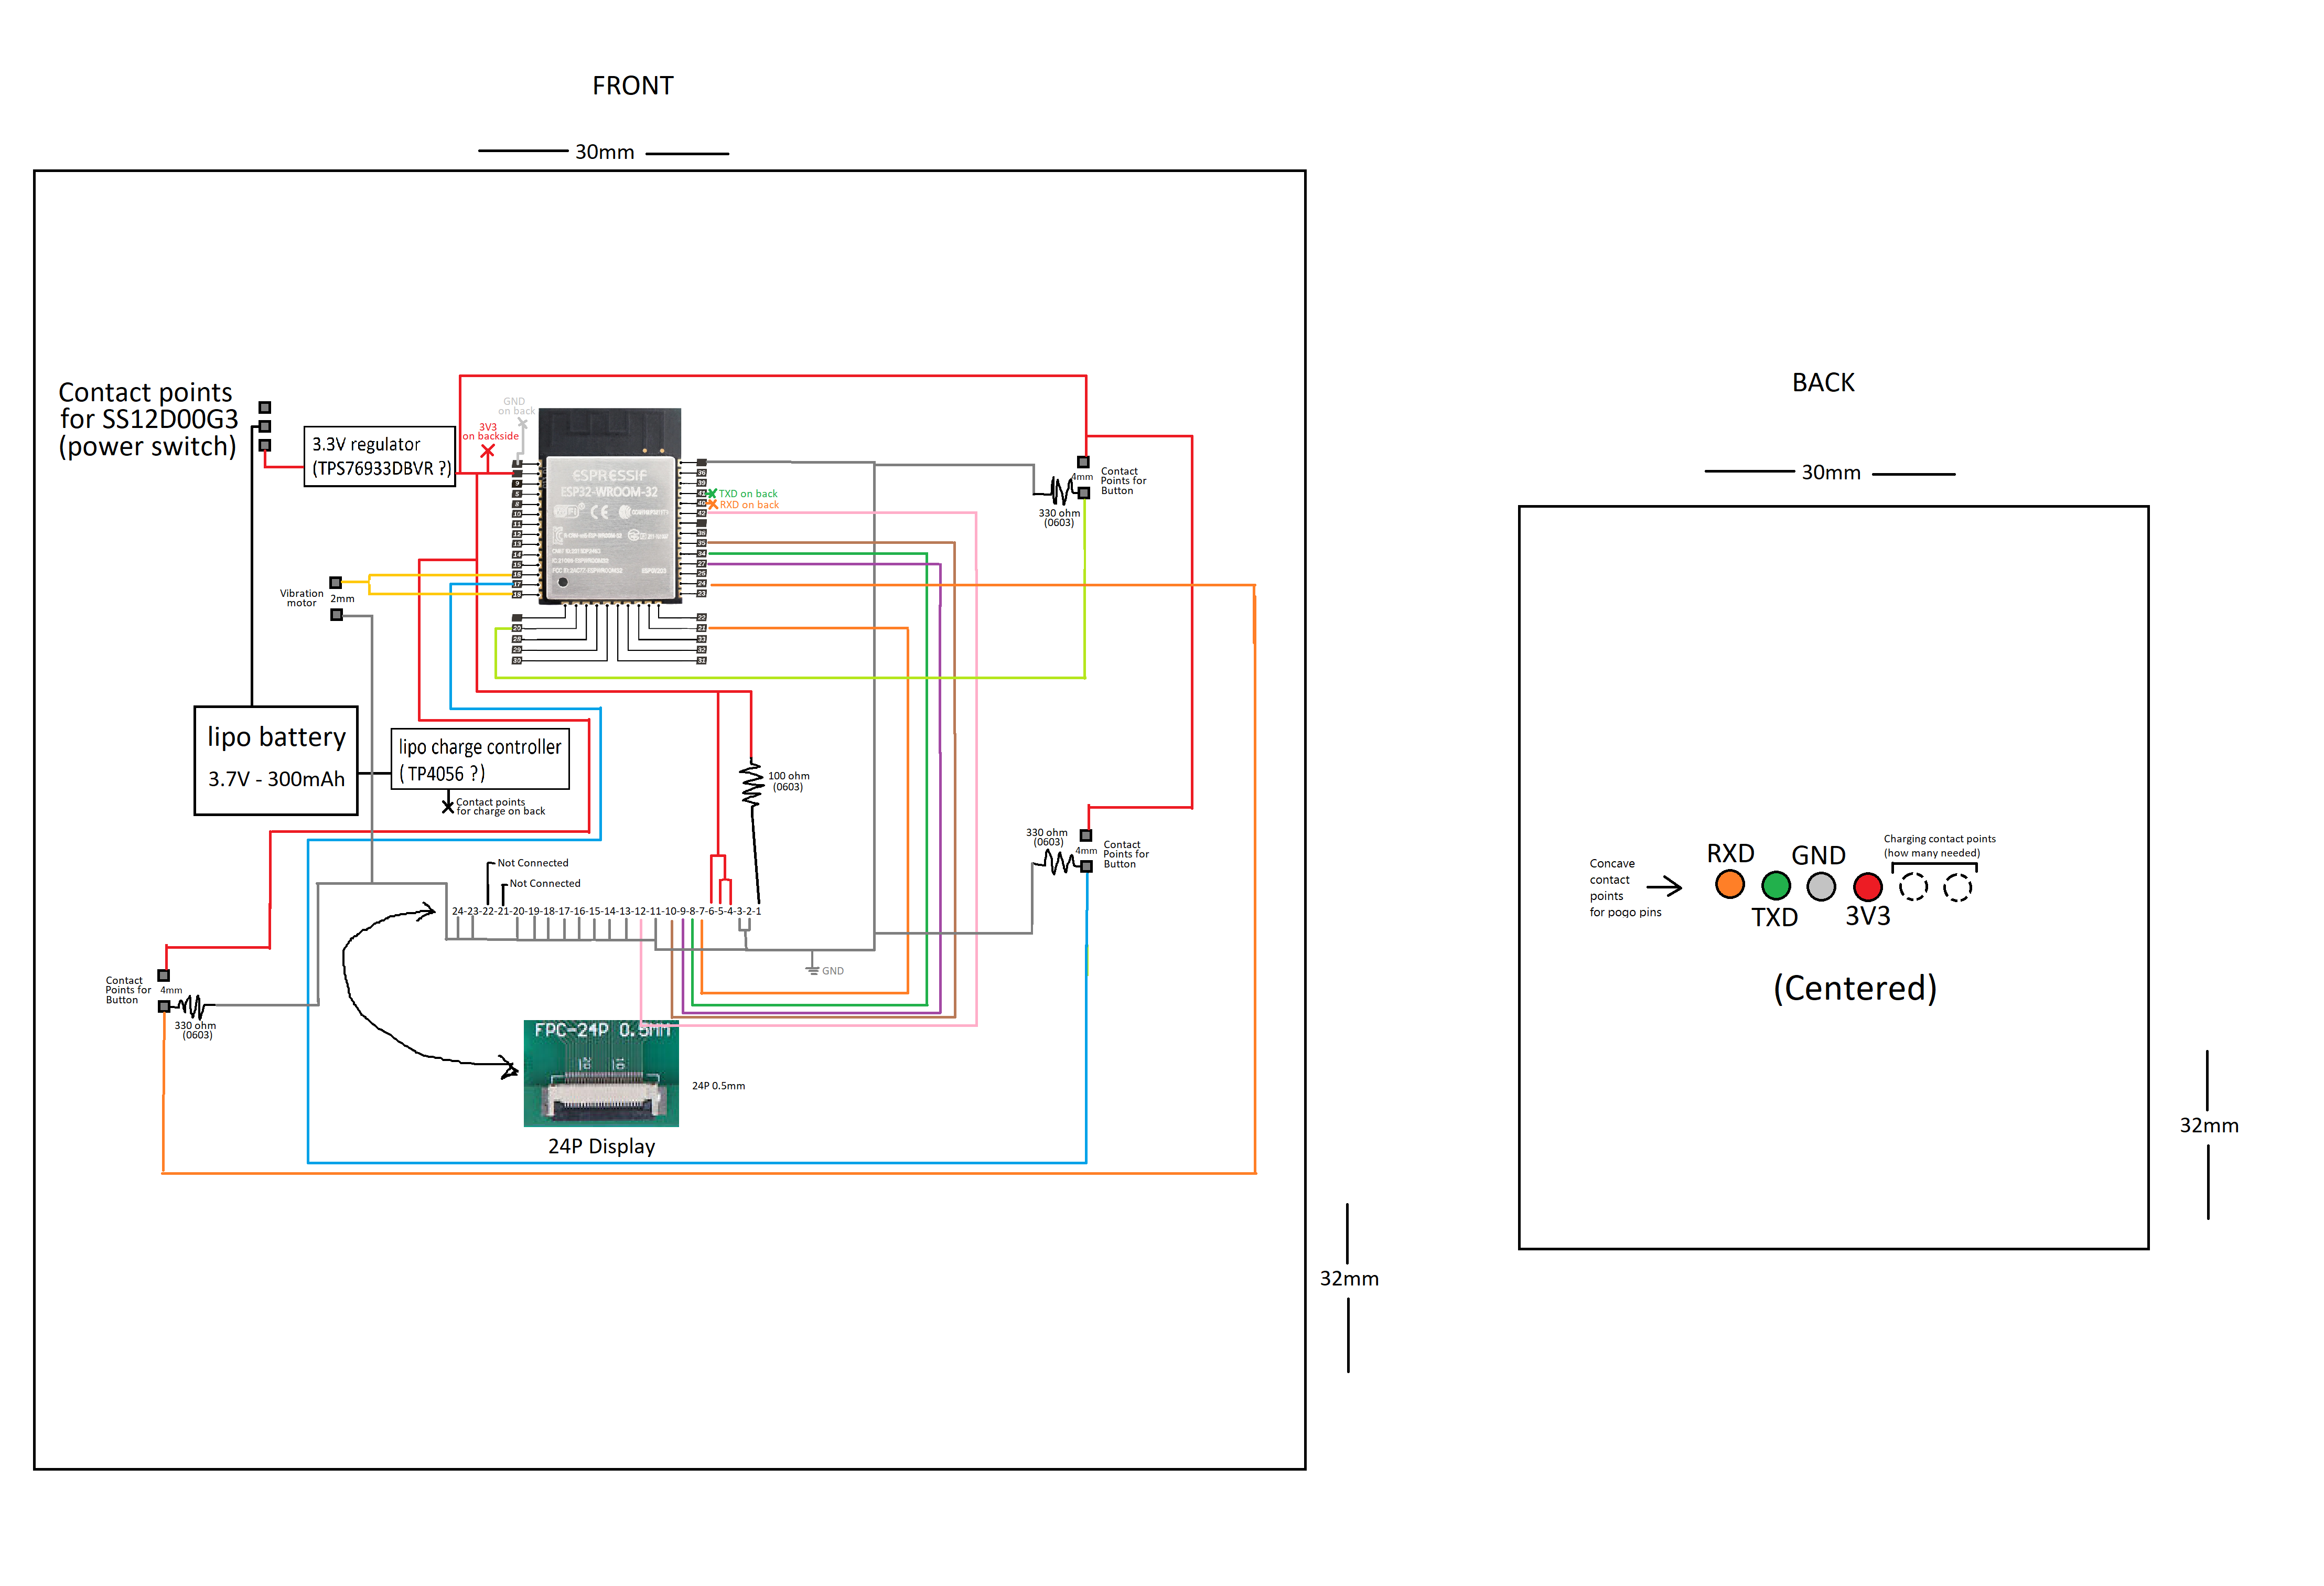 FRONT
30mm
Contact points
for SS12D00G3
(power switch)
3.3V regulator
(TPS76933DBVR ?)
GND
on back
3V3
on backside
ESPRESSIF
ESP32-WROOM-32
TXD on back
RXD on back
4mm
Contact
Points for
Button
330 ohm
(0603)
Vibration
motor
2mm
lipo battery
3.7V - 300mAh
lipo charge controller
( TP4056 ?)
Contact points
for charge on back
100 ohm
(0603)
330 ohm
(0603)
4mm
Contact
Points for
Button
Not Connected
Not Connected
24-23-22-21-20-19-18-17-16-15-14-13-12-11-10-9-8-7-6-5-4-3-2-1
GND
Contact
Points for
Button
4mm
330 ohm
(0603)
FPC-24P 0.5MM
20
10
24P 0.5mm
24P Display
32mm
BACK
30mm
Concave
contact
points
for pogo pins
RXD
TXD
GND
3V3
Charging contact points
(how many needed)
(Centered)
32mm